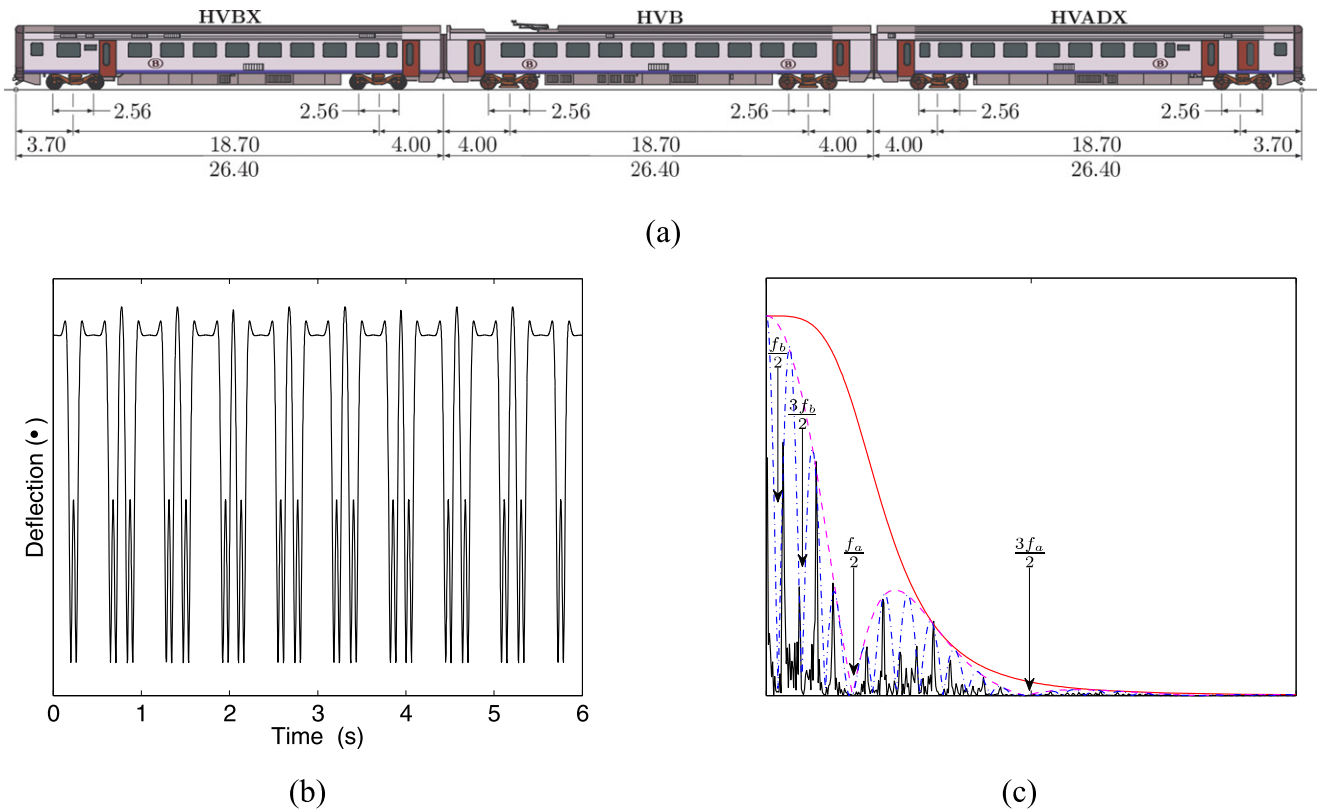 HVBX HVB HVADX
B B B
2.56 2.56 2.56 2.56 2.56 2.56
3.70 18.70 4.00 4.00 18.70 4.00 4.00 18.70 3.70
26.40 26.40 26.40
(a)
Deflection (•)
0 1 2 3 4 5 6
Time (s)
(b)
f_b/2
3f_b/2
f_a/2
3f_a/2
(c)